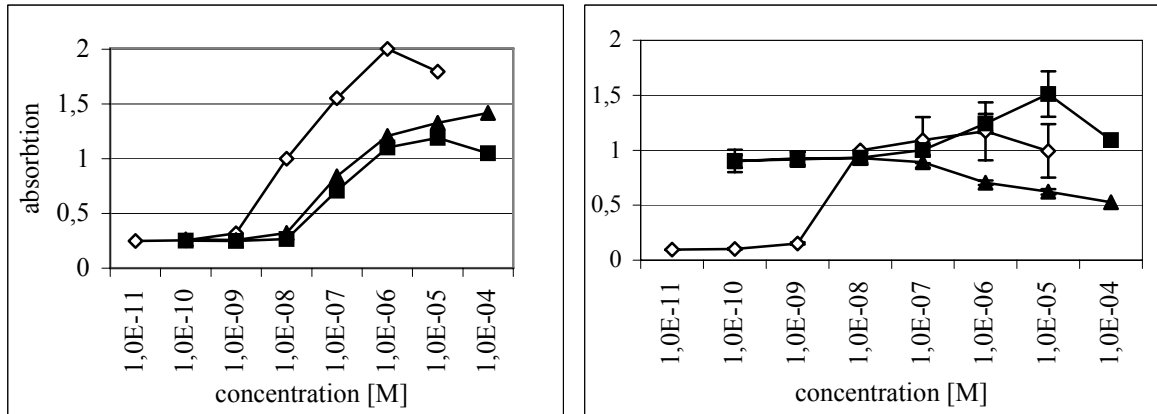 absorbtion
2
1,5
1
0,5
0
1,0E-11
1,0E-10
1,0E-09
1,0E-08
1,0E-07
1,0E-06
1,0E-05
1,0E-04
concentration [M]
2
1,5
1
0,5
0
1,0E-11
1,0E-10
1,0E-09
1,0E-08
1,0E-07
1,0E-06
1,0E-05
1,0E-04
concentration [M]